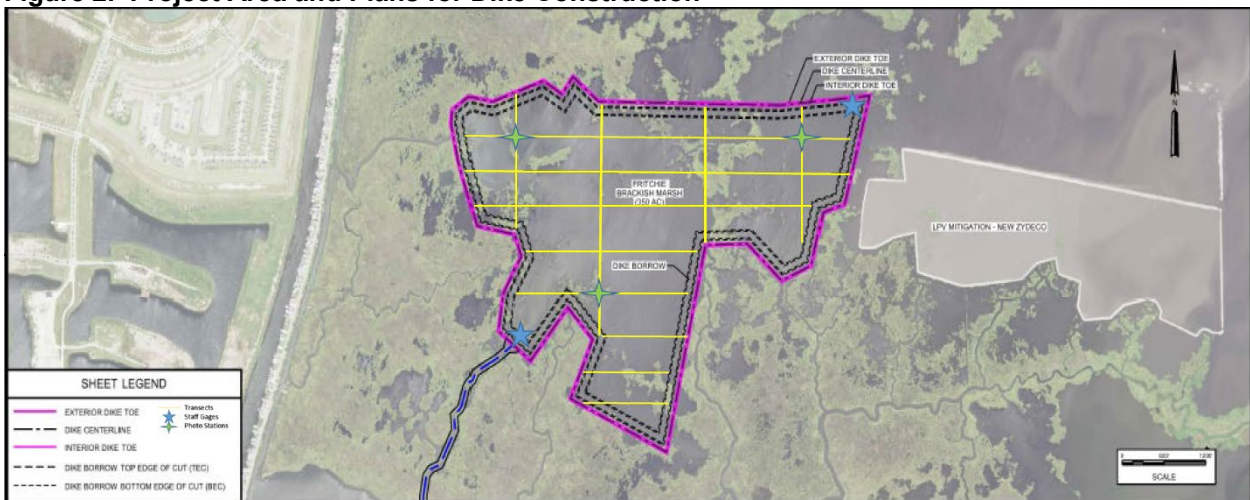 Figure 2. Project Area and Plans for Dike Construction
EXTERIOR DIKE TOE
DIKE CENTERLINE
INTERIOR DIKE TOE
N
FRITCHIE
BRACKISH MARSH
(350 AC)
LPV MITIGATION - NEW ZYDECO
DIKE BORROW
SHEET LEGEND
EXTERIOR DIKE TOE
DIKE CENTERLINE
INTERIOR DIKE TOE
DIKE BORROW TOP EDGE OF CUT (TEC)
DIKE BORROW BOTTOM EDGE OF CUT (BEC)
Transects
Staff Gages
Photo Stations
0
SCALE